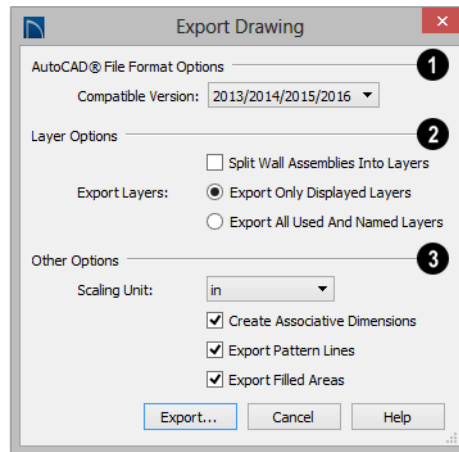 Export Drawing
AutoCAD® File Format Options 1
Compatible Version: 2013/2014/2015/2016
Layer Options 2
Split Wall Assemblies Into Layers
Export Layers: Export Only Displayed Layers
Export All Used And Named Layers
Other Options 3
Scaling Unit: in
Create Associative Dimensions
Export Pattern Lines
Export Filled Areas
Export... Cancel Help